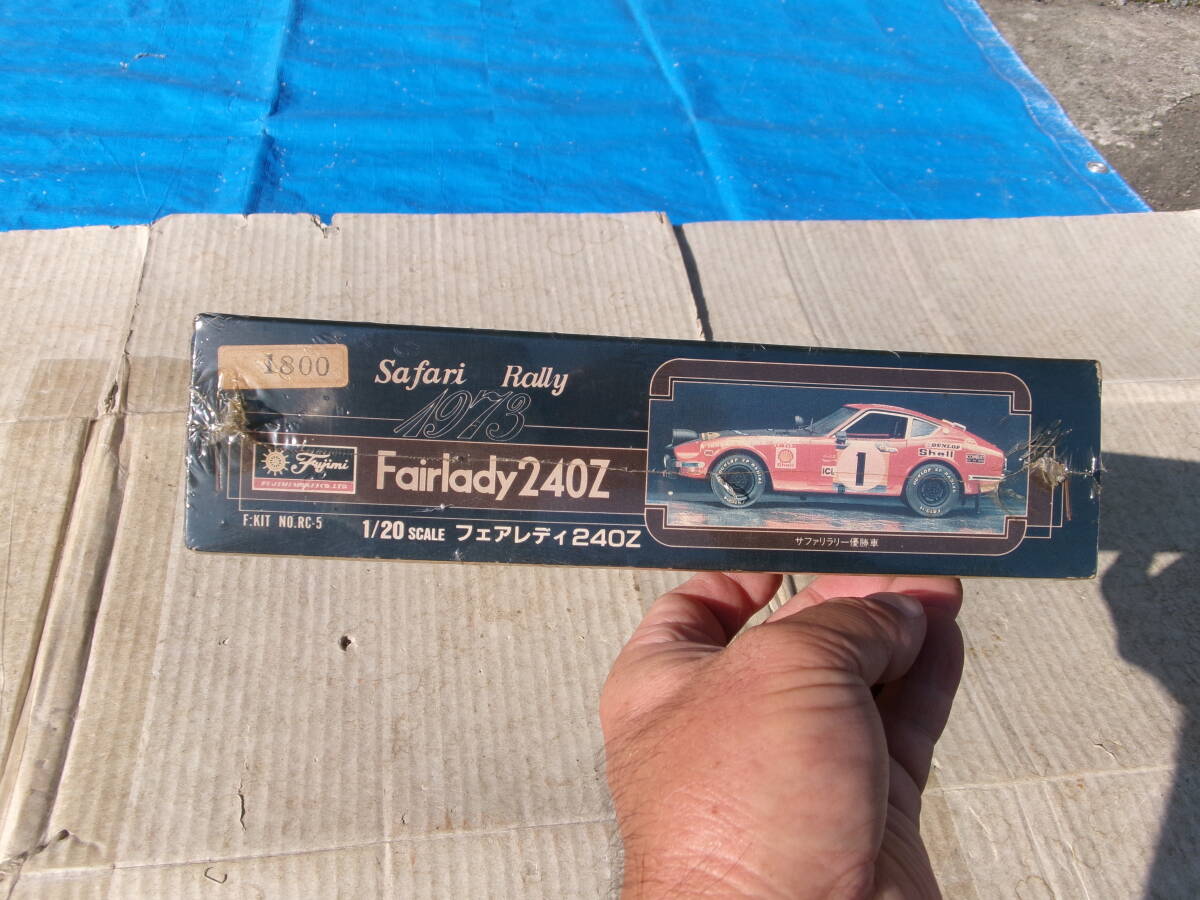 1800
Safari Rally
1973
Fujimi
Fairlady240Z
F:KIT NO.RC-5
1/20 SCALE フェアレディ240Z
DUNLOP
Shell
Shell
ICL
1
サファリラリー優勝車